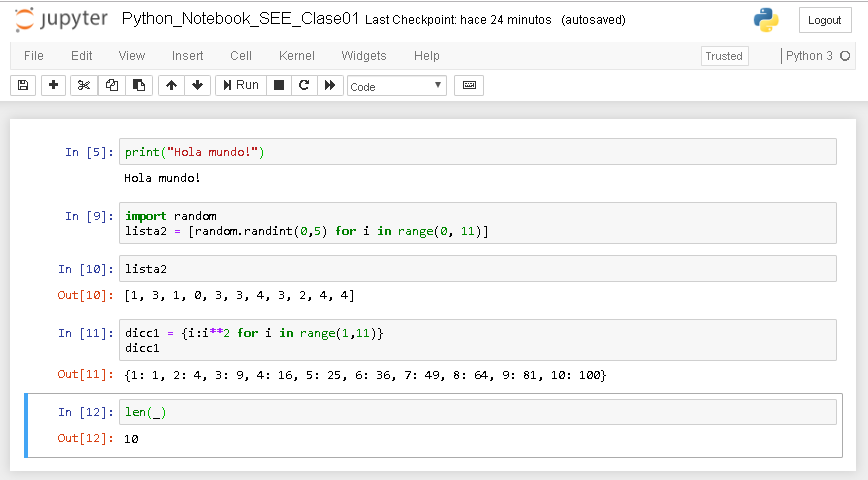 jupyter Python_Notebook_SEE_Clase01 Last Checkpoint: hace 24 minutos (autosaved) Logout
File Edit View Insert Cell Kernel Widgets Help Trusted Python 3
Run Code
In [5]: print("Hola mundo!")
Hola mundo!
In [9]: import random
lista2 = [random.randint(0,5) for i in range(0, 11)]
In [10]: lista2
Out[10]: [1, 3, 1, 0, 3, 3, 4, 3, 2, 4, 4]
In [11]: dicc1 = {i:i**2 for i in range(1,11)}
dicc1
Out[11]: {1: 1, 2: 4, 3: 9, 4: 16, 5: 25, 6: 36, 7: 49, 8: 64, 9: 81, 10: 100}
In [12]: len(_)
Out[12]: 10